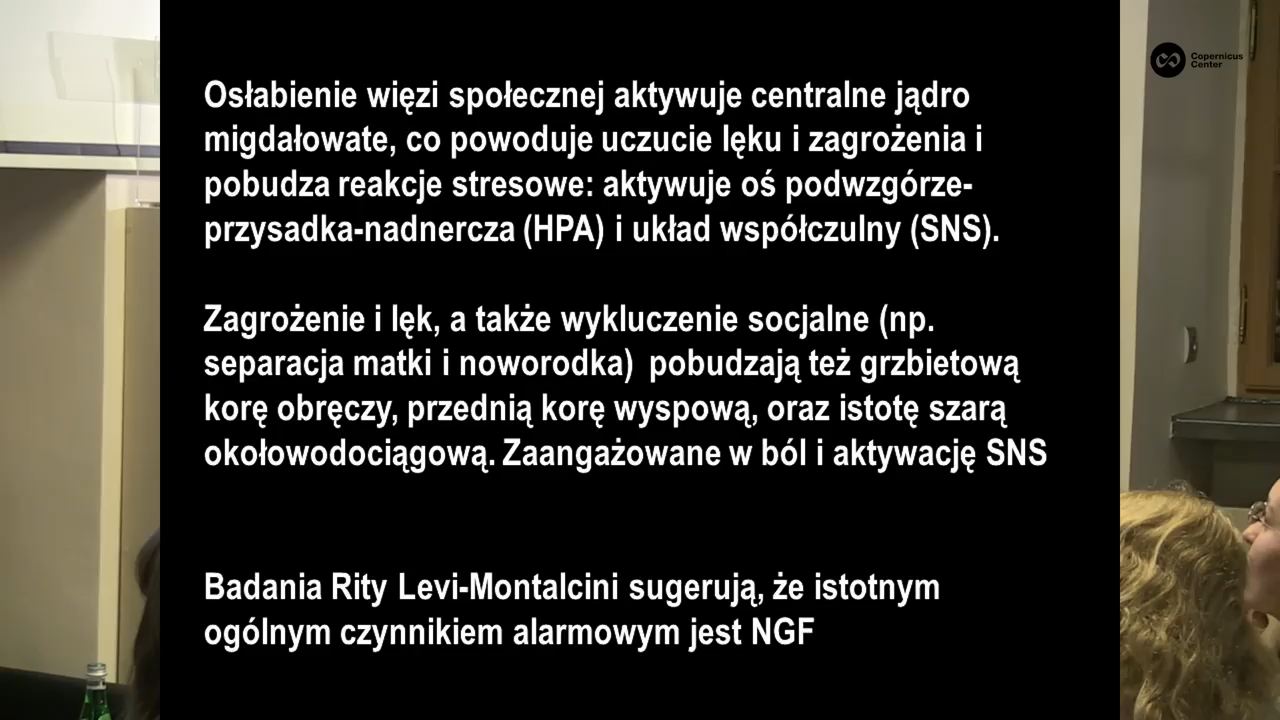 Osłabienie więzi społecznej aktywuje centralne jądro
migdałowate, co powoduje uczucie lęku i zagrożenia i
pobudza reakcje stresowe: aktywuje oś podwzgórze-
przysadka-nadnercza (HPA) i układ współczulny (SNS).
Zagrożenie i lęk, a także wykluczenie socjalne (np.
separacja matki i noworodka)  pobudzają też grzbietową
korę obręczy, przednią korę wyspową, oraz istotę szarą
okołowodociągową. Zaangażowane w ból i aktywację SNS
Badania Rity Levi-Montalcini sugerują, że istotnym
ogólnym czynnikiem alarmowym jest NGF
Copernicus
Center